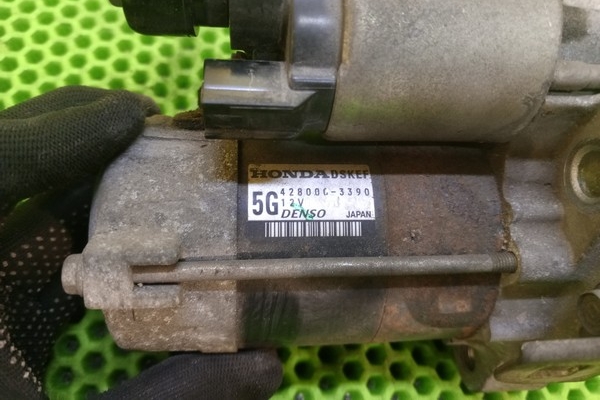 HONDA DSKEF
5G 428000-3390
12V
DENSO JAPAN